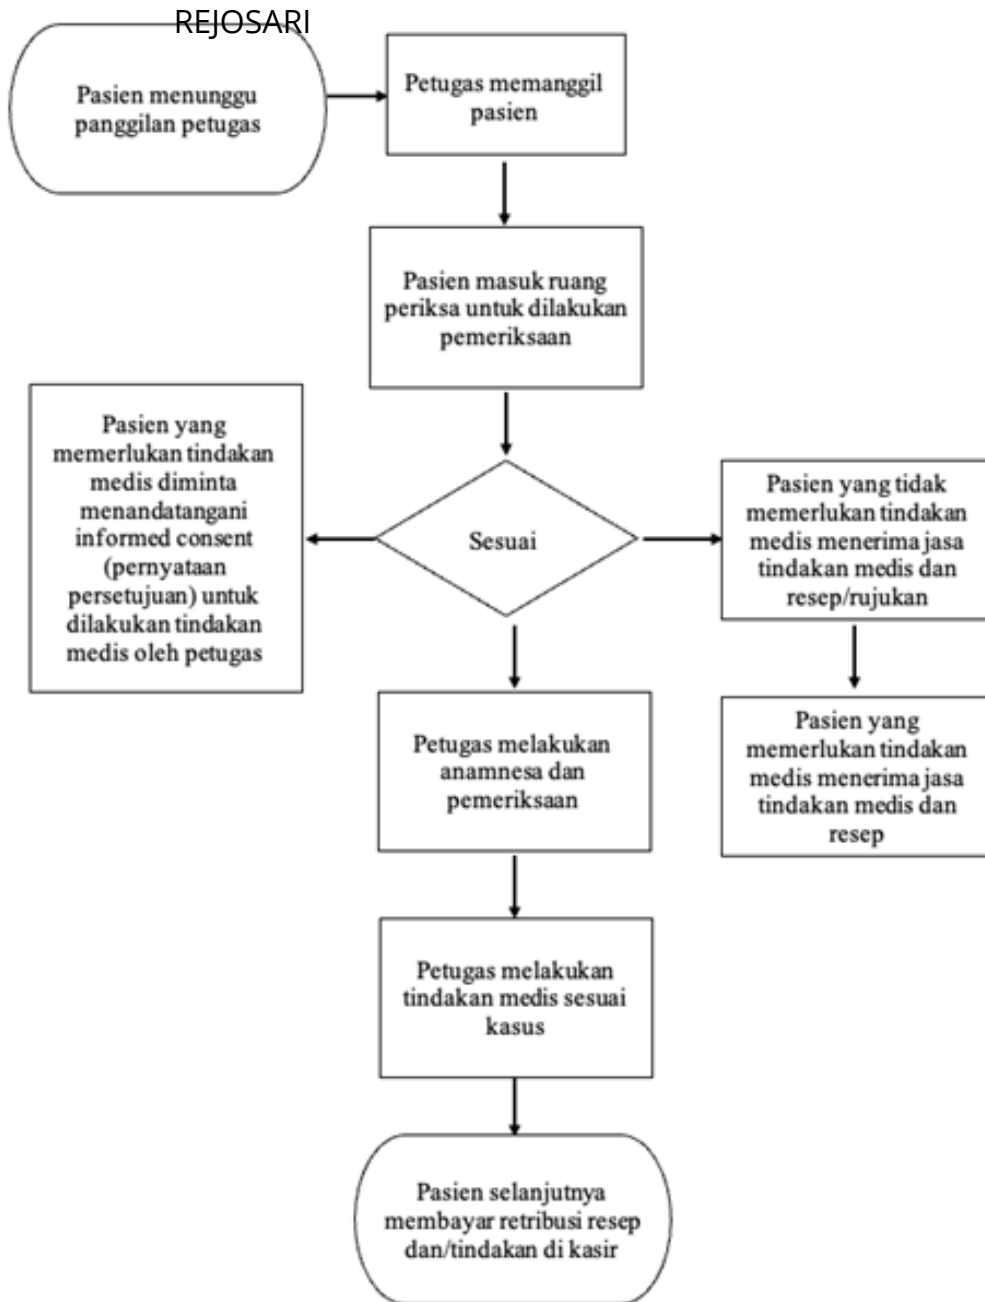 REJOSARI
Pasien menunggu
panggilan petugas
Petugas memanggil
pasien
Pasien masuk ruang
periksa untuk dilakukan
pemeriksaan
Pasien yang
memerlukan tindakan
medis diminta
menandatangani
informed consent
(pernyataan
persetujuan) untuk
dilakukan tindakan
medis oleh petugas
Sesuai
Pasien yang tidak
memerlukan tindakan
medis menerima jasa
tindakan medis dan
resep/rujukan
Petugas melakukan
anamnesa dan
pemeriksaan
Pasien yang
memerlukan tindakan
medis menerima jasa
tindakan medis dan
resep
Petugas melakukan
tindakan medis sesuai
kasus
Pasien selanjutnya
membayar retribusi resep
dan/tindakan di kasir